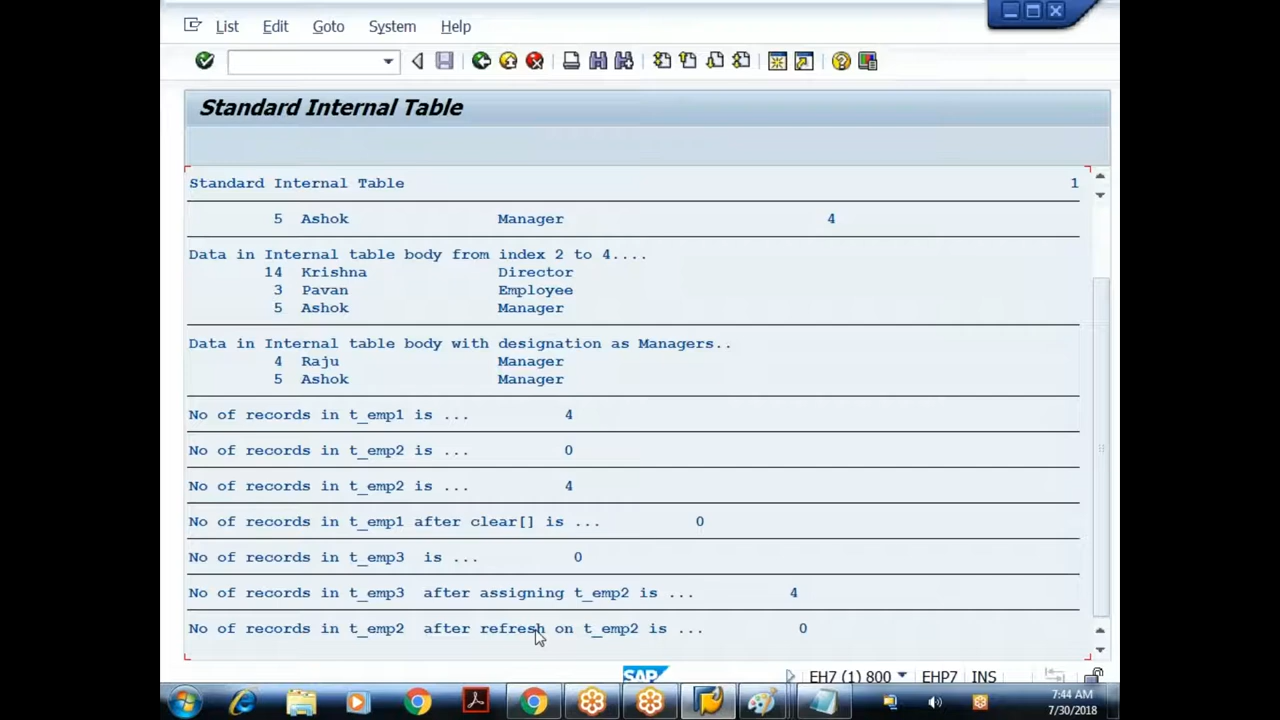 List Edit Goto System Help
Standard Internal Table
Standard Internal Table 1
5 Ashok Manager 4
Data in Internal table body from index 2 to 4....
14 Krishna Director
3 Pavan Employee
5 Ashok Manager
Data in Internal table body with designation as Managers..
4 Raju Manager
5 Ashok Manager
No of records in t_emp1 is ... 4
No of records in t_emp2 is ... 0
No of records in t_emp2 is ... 4
No of records in t_emp1 after clear[] is ... 0
No of records in t_emp3 is ... 0
No of records in t_emp3 after assigning t_emp2 is ... 4
No of records in t_emp2 after refresh on t_emp2 is ... 0
SAP EH7 (1) 800 EHP7 INS
7:44 AM
7/30/2018